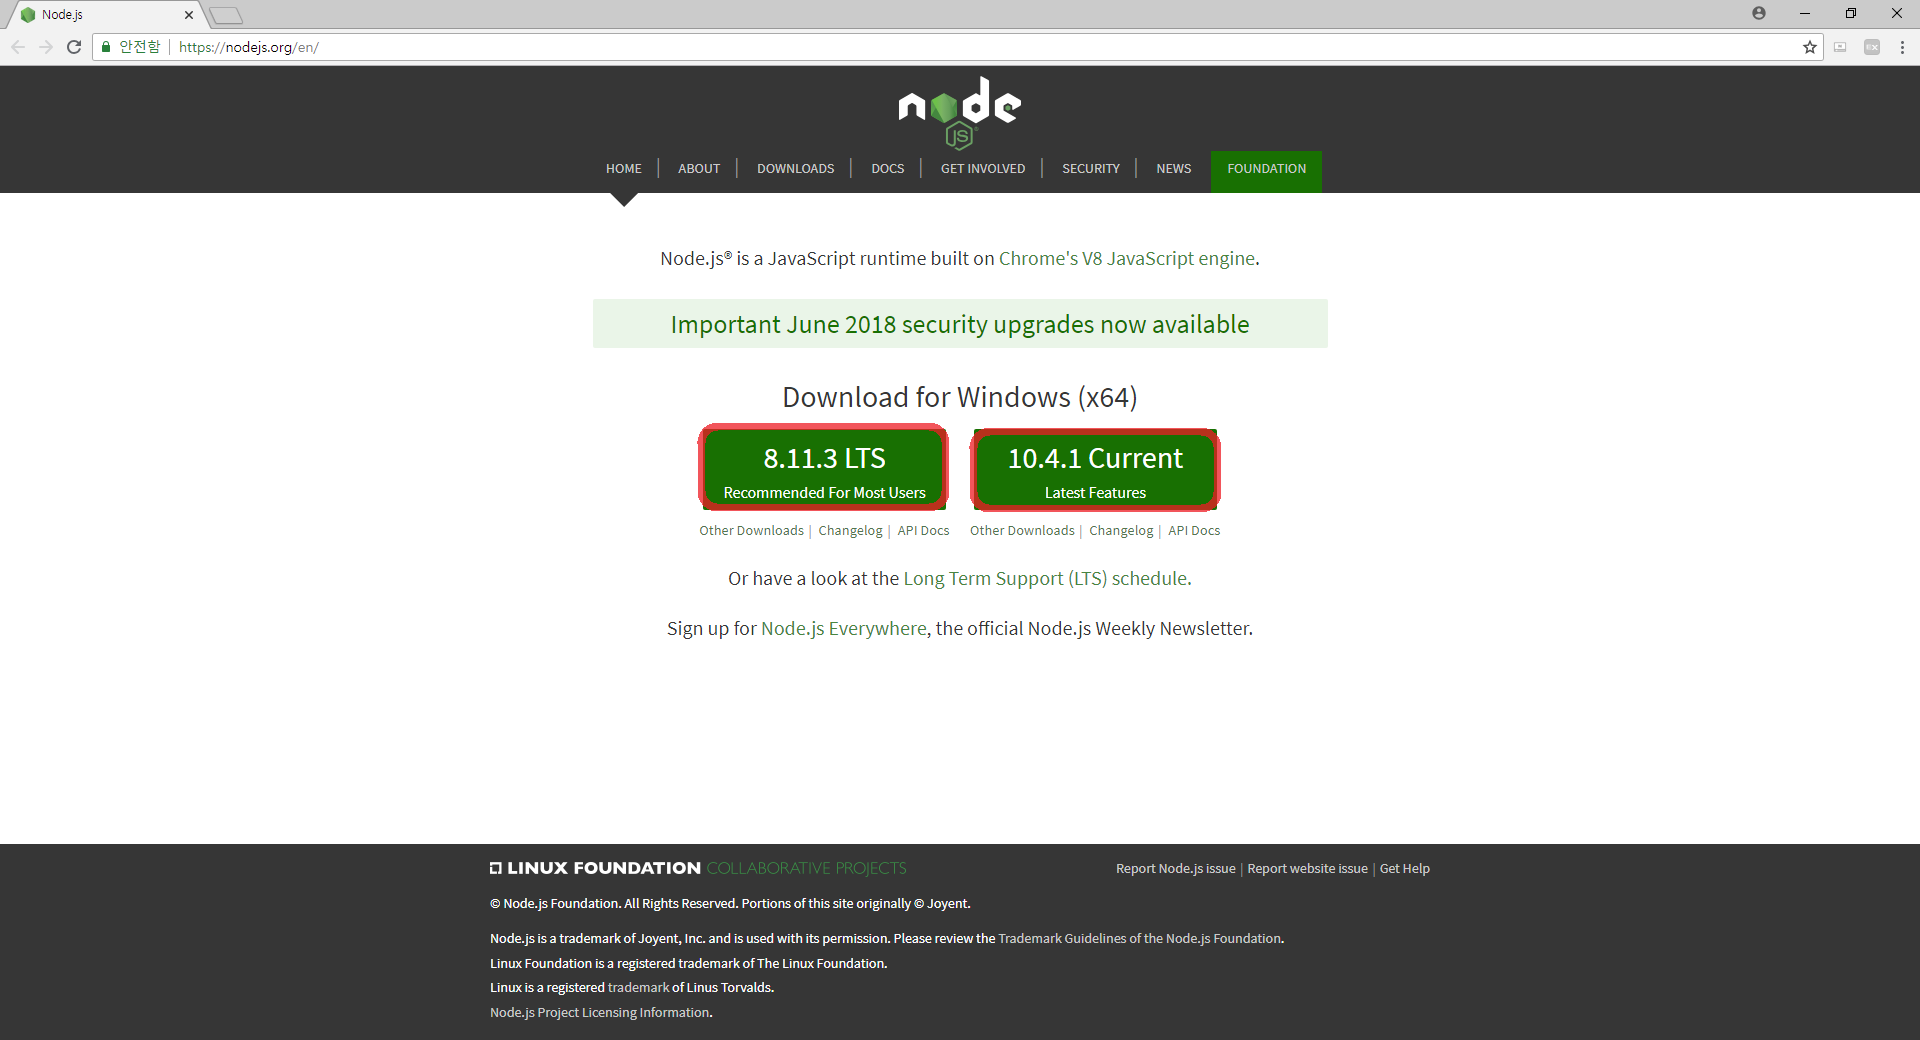 Node.js
안전함 https://nodejs.org/en/
node
JS
HOME | ABOUT | DOWNLOADS | DOCS | GET INVOLVED | SECURITY | NEWS FOUNDATION
Node.js® is a JavaScript runtime built on Chrome's V8 JavaScript engine.
Important June 2018 security upgrades now available
Download for Windows (x64)
8.11.3 LTS
Recommended For Most Users
10.4.1 Current
Latest Features
Other Downloads | Changelog | API Docs
Other Downloads | Changelog | API Docs
Or have a look at the Long Term Support (LTS) schedule.
Sign up for Node.js Everywhere, the official Node.js Weekly Newsletter.
LINUX FOUNDATION COLLABORATIVE PROJECTS
Report Node.js issue | Report website issue | Get Help
© Node.js Foundation. All Rights Reserved. Portions of this site originally © Joyent.
Node.js is a trademark of Joyent, Inc. and is used with its permission. Please review the Trademark Guidelines of the Node.js Foundation.
Linux Foundation is a registered trademark of The Linux Foundation.
Linux is a registered trademark of Linus Torvalds.
Node.js Project Licensing Information.